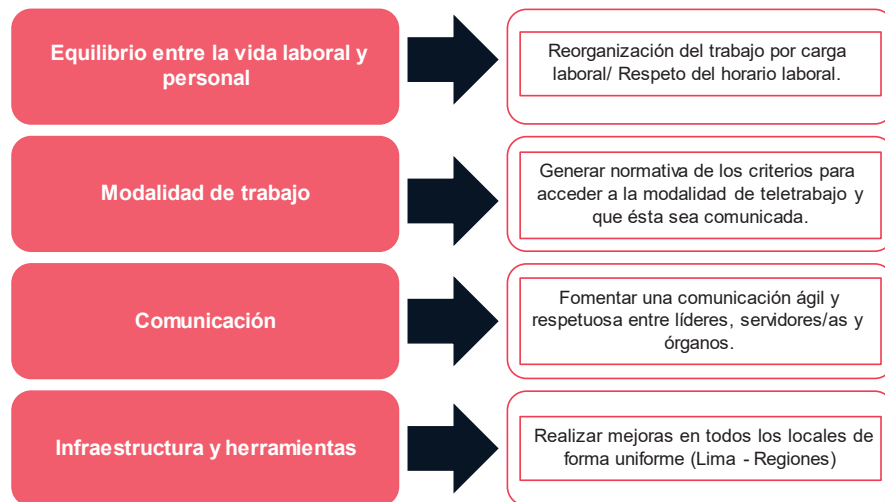 Equilibrio entre la vida laboral y
personal
Reorganización del trabajo por carga
laboral/ Respeto del horario laboral.
Modalidad de trabajo
Generar normativa de los criterios para
acceder a la modalidad de teletrabajo y
que ésta sea comunicada.
Comunicación
Fomentar una comunicación ágil y
respetuosa entre líderes, servidores/as y
órganos.
Infraestructura y herramientas
Realizar mejoras en todos los locales de
forma uniforme (Lima - Regiones)